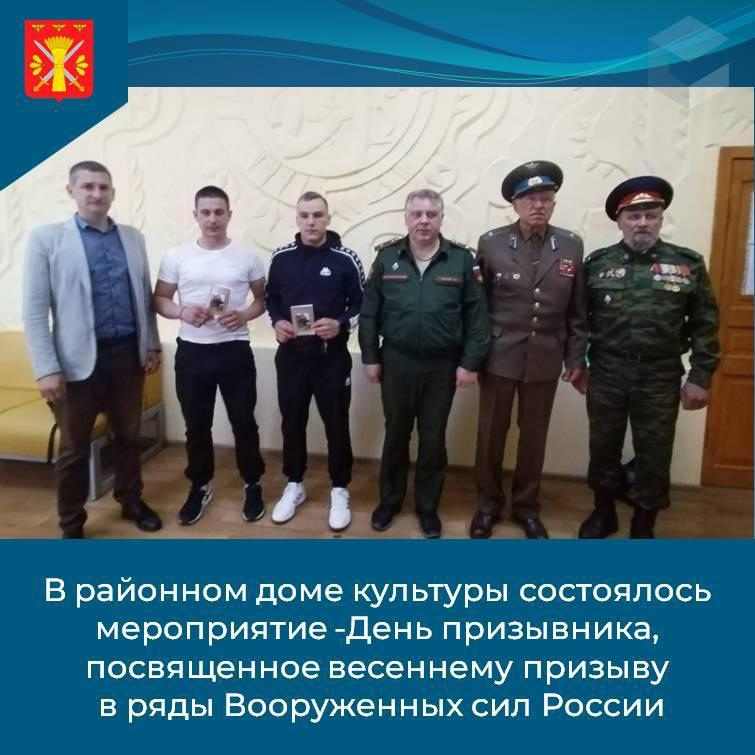 В районном доме культуры состоялось
мероприятие -День призывника,
посвященное весеннему призыву
в ряды Вооруженных сил России